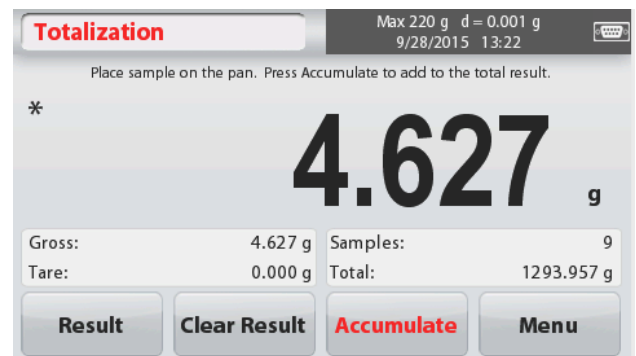 Totalization
Max 220 g d = 0.001 g
9/28/2015 13:22
Place sample on the pan. Press Accumulate to add to the total result.
*
4.627 g
Gross: 4.627 g Samples: 9
Tare: 0.000 g Total: 1293.957 g
Result Clear Result Accumulate Menu